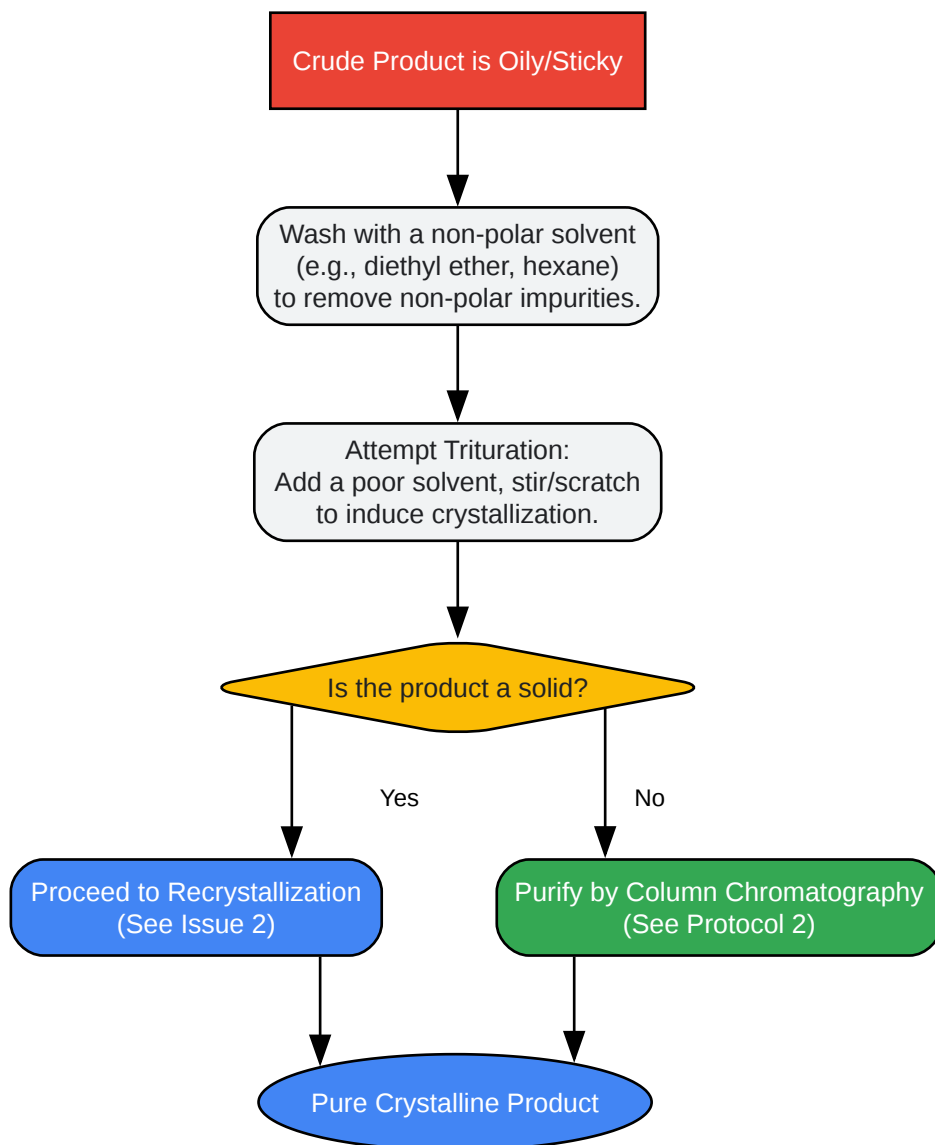 Crude Product is Oily/Sticky
Wash with a non-polar solvent
(e.g., diethyl ether, hexane)
to remove non-polar impurities.
Attempt Trituration:
Add a poor solvent, stir/scratch
to induce crystallization.
Is the product a solid?
Yes
No
Proceed to Recrystallization
(See Issue 2)
Purify by Column Chromatography
(See Protocol 2)
Pure Crystalline Product